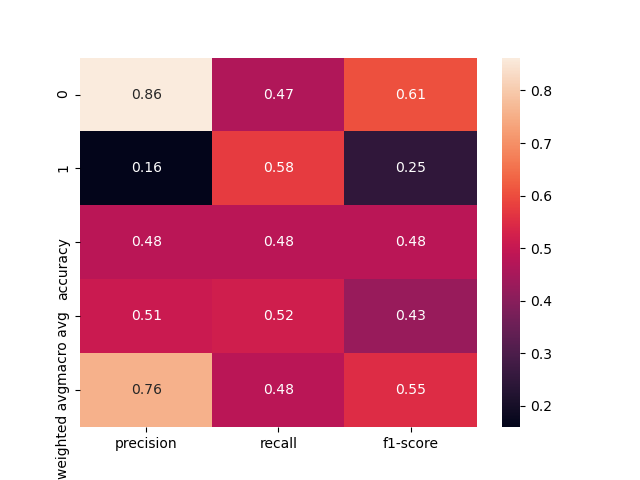 0 0.86 0.47 0.61
1 0.16 0.58 0.25
accuracy 0.48 0.48 0.48
macro avg 0.51 0.52 0.43
weighted avg 0.76 0.48 0.55
precision recall f1-score
0.8
0.7
0.6
0.5
0.4
0.3
0.2